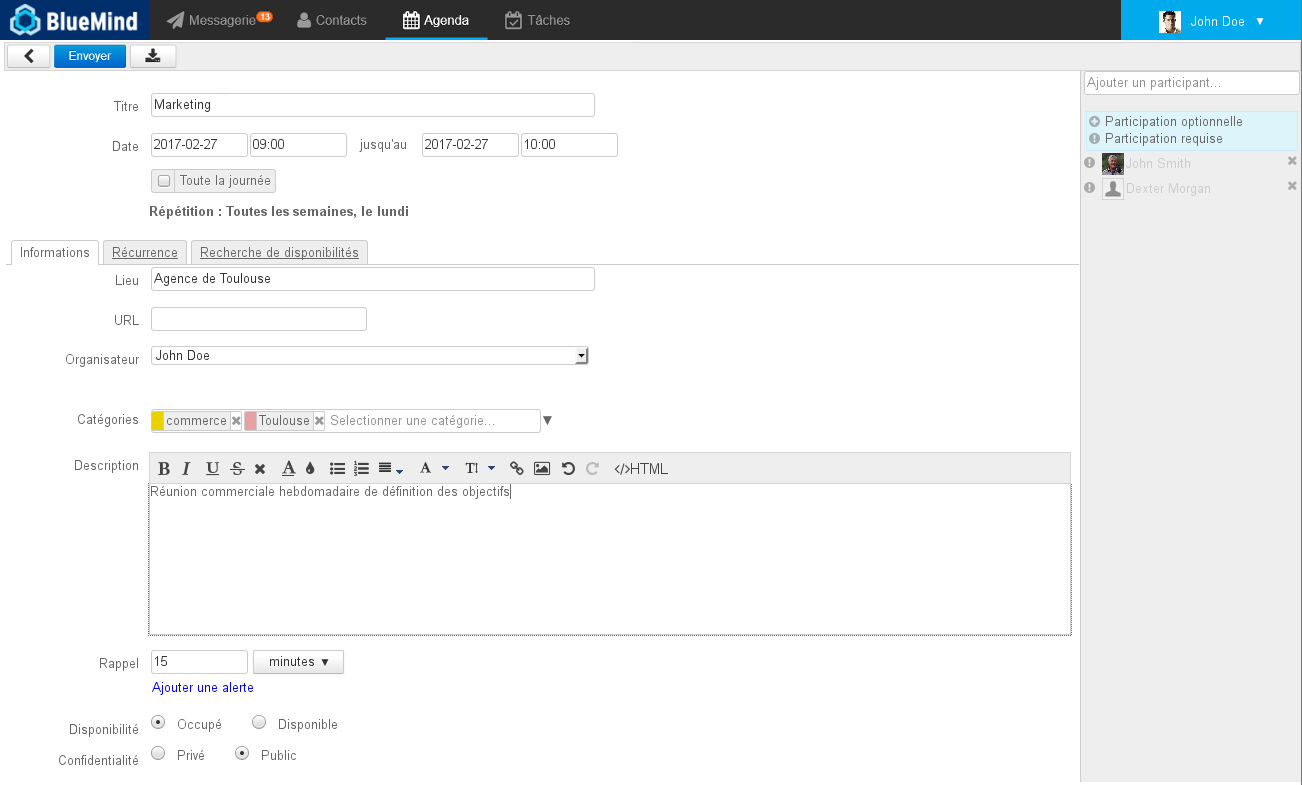 BlueMind Messagerie 13 Contacts Agenda Tâches John Doe ▼
Envoyer
Ajouter un participant...
Titre Marketing
Date 2017-02-27 09:00 jusqu'au 2017-02-27 10:00
Participation optionnelle
Participation requise
John Smith
Toute la journée
Dexter Morgan
Répétition : Toutes les semaines, le lundi
Informations Récurrence Recherche de disponibilités
Lieu Agence de Toulouse
URL
Organisateur John Doe
Catégories commerce Toulouse Selectionner une catégorie... ▼
Description B I U S A A T </>HTML
Réunion commerciale hebdomadaire de définition des objectifs
Rappel 15 minutes ▼
Ajouter une alerte
Disponibilité Occupé Disponible
Confidentialité Privé Public